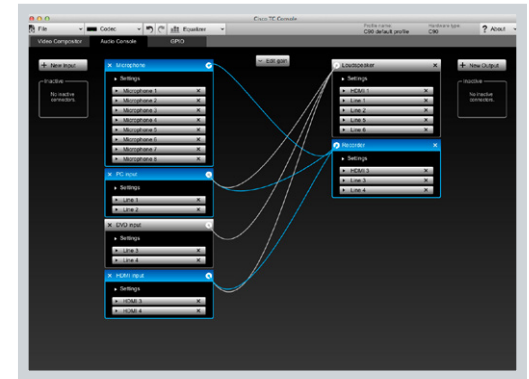 Cisco TC Console
File
Codec
Equalizer
Profile name:
C90 default profile
Hardware type:
C90
? About
Video Compositor
Audio Console
GPIO
+ New Input
Inactive
No inactive
connectors.
× Microphone
Settings
Microphone 1 ×
Microphone 2 ×
Microphone 3 ×
Microphone 4 ×
Microphone 5 ×
Microphone 6 ×
Microphone 7 ×
Microphone 8 ×
× PC input
Settings
Line 1 ×
Line 2 ×
× DVD input
Settings
Line 3 ×
Line 4 ×
× HDMI input
Settings
HDMI 3 ×
HDMI 4 ×
Edit gain
Loudspeaker ×
Settings
HDMI 1 ×
Line 1 ×
Line 2 ×
Line 5 ×
Line 6 ×
Recorder ×
Settings
HDMI 3 ×
Line 3 ×
Line 4 ×
+ New Output
Inactive
No inactive
connectors.